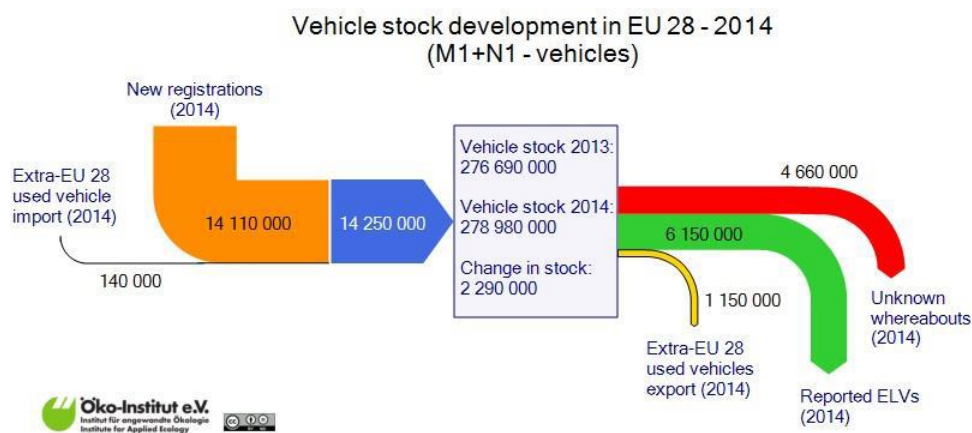 Vehicle stock development in EU 28 - 2014
(M1+N1 - vehicles)
New registrations
(2014)
Extra-EU 28
used vehicle
import (2014)
14 110 000
140 000
14 250 000
Vehicle stock 2013:
276 690 000
Vehicle stock 2014:
278 980 000
Change in stock:
2 290 000
4 660 000
6 150 000
1 150 000
Unknown
whereabouts
(2014)
Extra-EU 28
used vehicles
export (2014)
Reported ELVs
(2014)
Öko-Institut e.V.
Institut für angewandte Ökologie
Institute for Applied Ecology